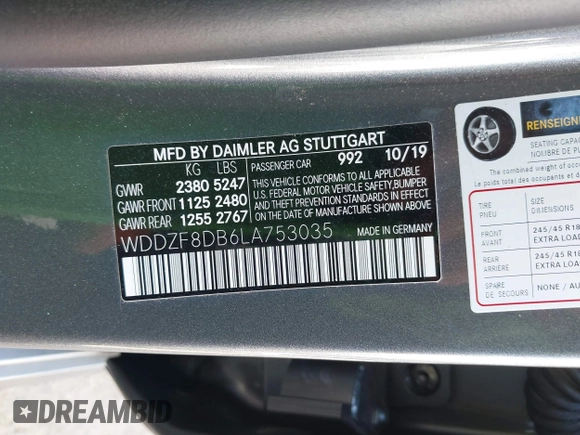 MFD BY DAIMLER AG STUTTGART
KG LBS PASSENGER CAR 992 10/19
GVWR 2380 5247
GAWR FRONT 1125 2480
GAWR REAR 1255 2767
THIS VEHICLE CONFORMS TO ALL APPLICABLE
U.S. FEDERAL MOTOR VEHICLE SAFETY, BUMPER
AND THEFT PREVENTION STANDARDS IN EFFECT
ON THE DATE OF MANUFACTURE SHOWN ABOVE
WDDZF8DB6LA753035 MADE IN GERMANY
RENSEIGNE
SEATING CAPA
NOMBRE DE P
The combined weight of
Le poids total des occupants et d
TIRE SIZE
PNEU DIMENSIONS
FRONT 245/45 R18
AVANT EXTRA LOA
REAR 245/45 R18
ARRIÈRE EXTRA LOA
SPARE NONE / AU
DE SECOURS
DREAMBID